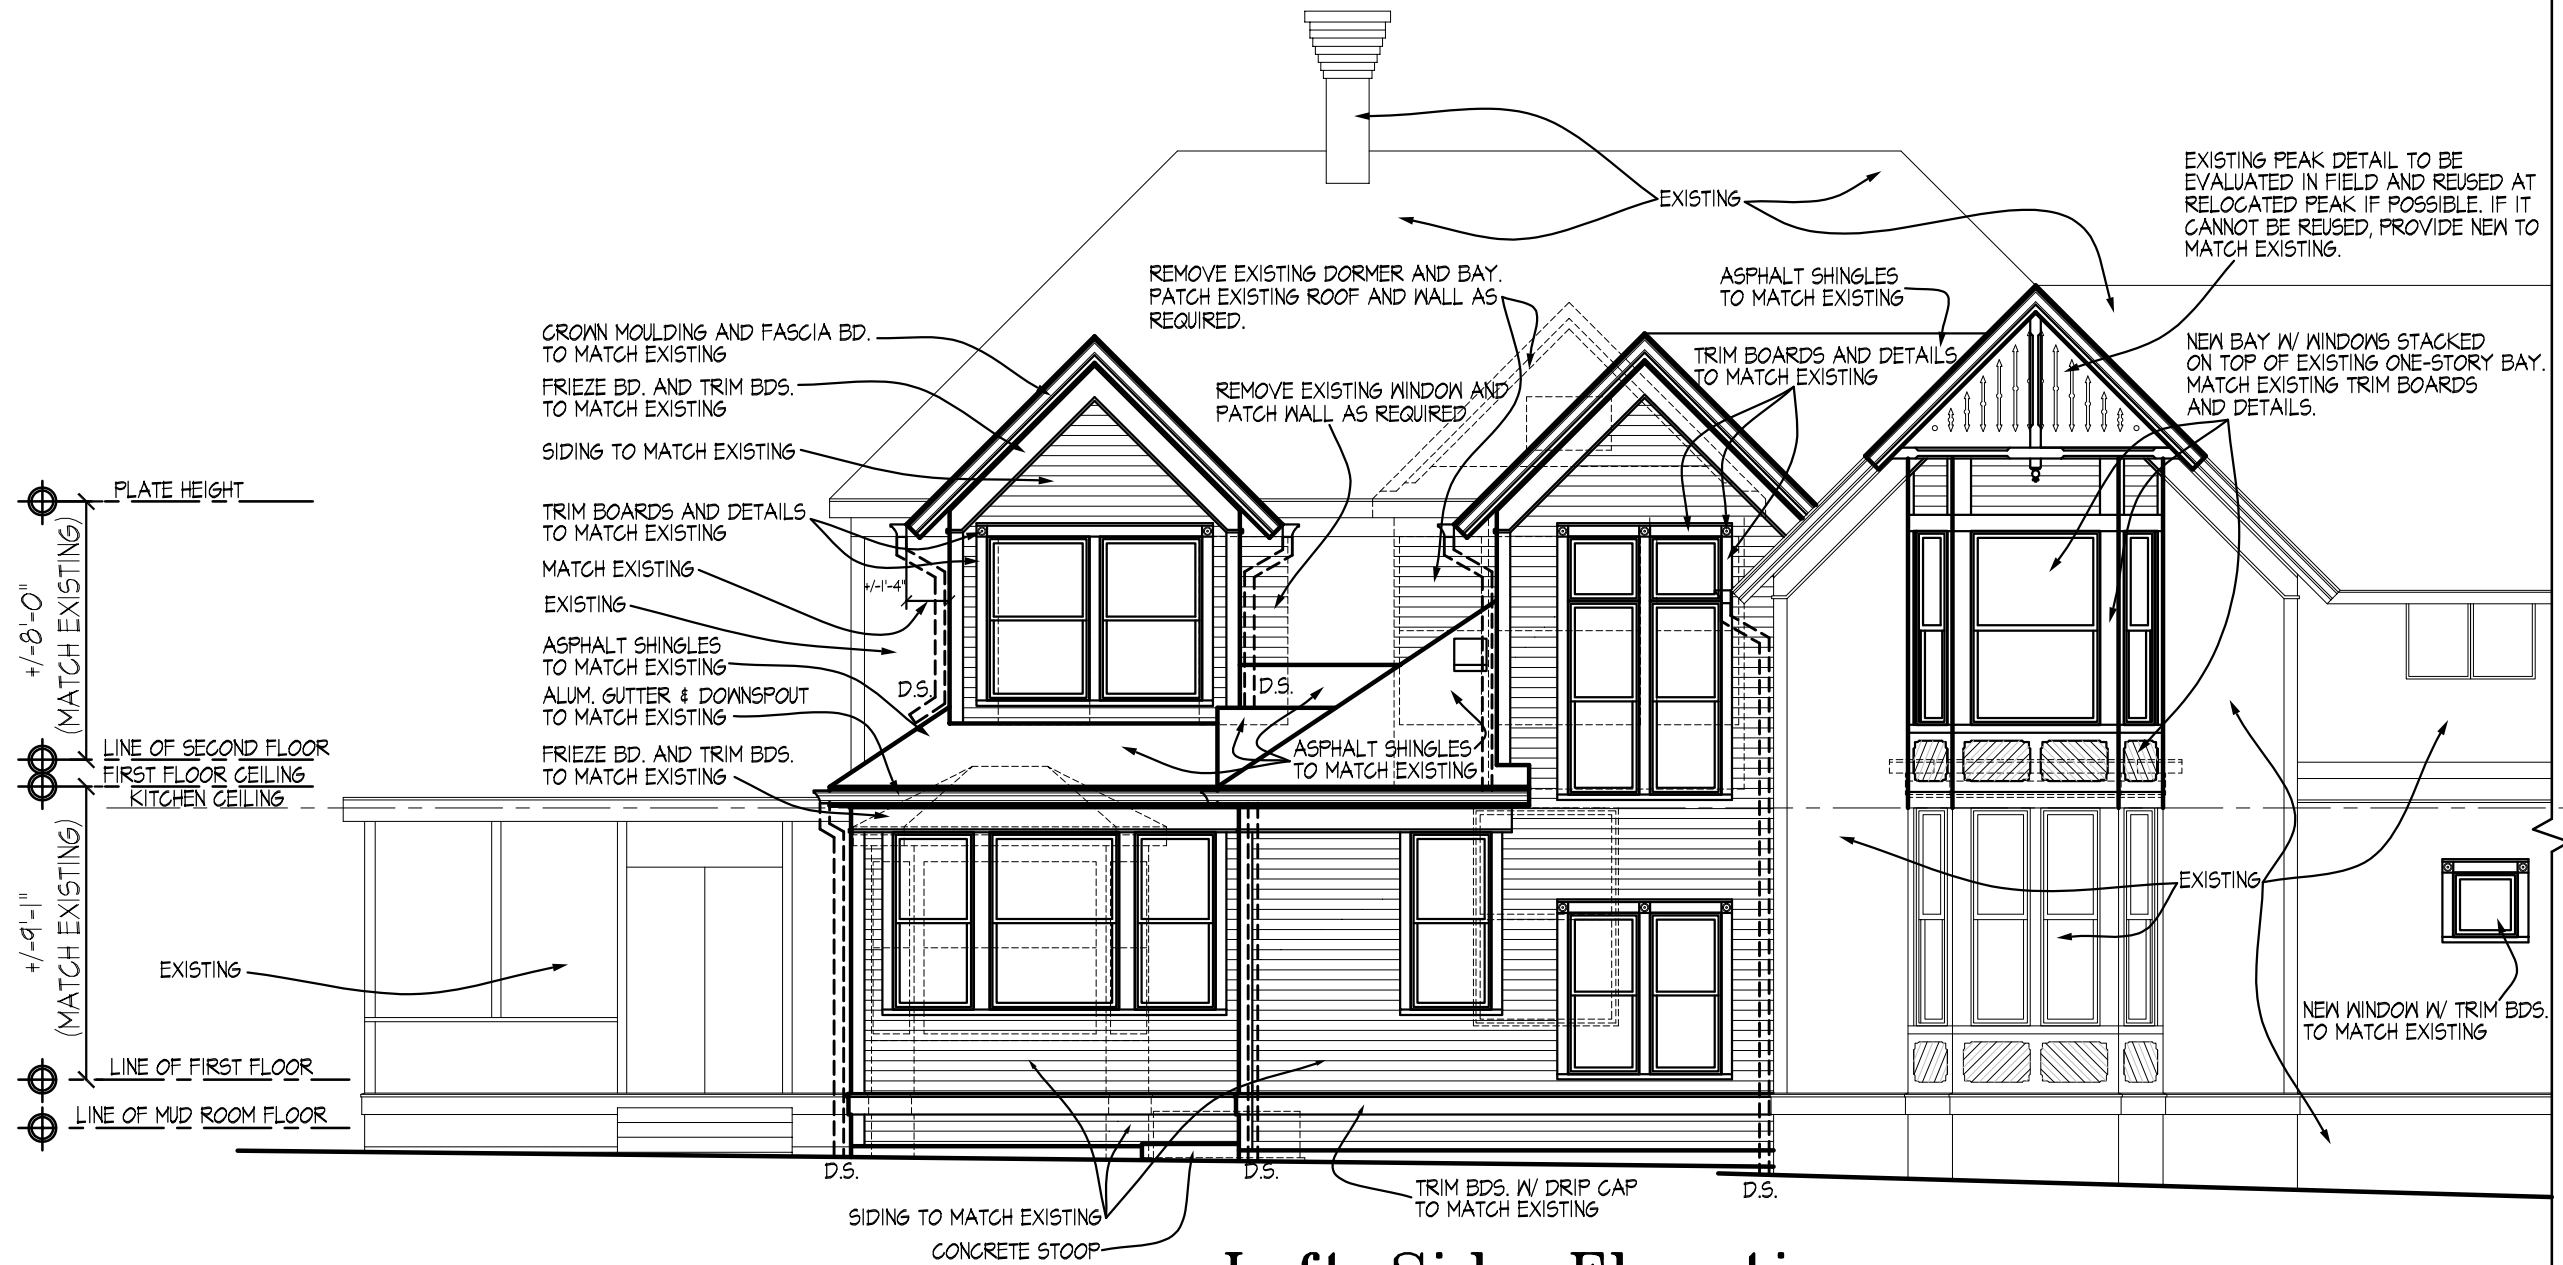 EXISTING PEAK DETAIL TO BE
EVALUATED IN FIELD AND REUSED AT
RELOCATED PEAK IF POSSIBLE. IF IT
CANNOT BE REUSED, PROVIDE NEW TO
MATCH EXISTING.
EXISTING
REMOVE EXISTING DORMER AND BAY.
PATCH EXISTING ROOF AND WALL AS
REQUIRED.
ASPHALT SHINGLES
TO MATCH EXISTING
CROWN MOULDING AND FASCIA BD.
TO MATCH EXISTING
FRIEZE BD. AND TRIM BDS.
TO MATCH EXISTING
SIDING TO MATCH EXISTING
REMOVE EXISTING WINDOW AND
PATCH WALL AS REQUIRED
TRIM BOARDS AND DETAILS
TO MATCH EXISTING
NEW BAY W/ WINDOWS STACKED
ON TOP OF EXISTING ONE-STORY BAY.
MATCH EXISTING TRIM BOARDS
AND DETAILS.
PLATE HEIGHT
TRIM BOARDS AND DETAILS
TO MATCH EXISTING
MATCH EXISTING
+/-1'-4"
EXISTING
ASPHALT SHINGLES
TO MATCH EXISTING
ALUM. GUTTER & DOWNSPOUT
TO MATCH EXISTING
FRIEZE BD. AND TRIM BDS.
TO MATCH EXISTING
D.S.
D.S.
ASPHALT SHINGLES
TO MATCH EXISTING
+/-8'-0"
(MATCH EXISTING)
LINE OF SECOND FLOOR
FIRST FLOOR CEILING
KITCHEN CEILING
+/-9'-1"
(MATCH EXISTING)
EXISTING
EXISTING
NEW WINDOW W/ TRIM BDS.
TO MATCH EXISTING
LINE OF FIRST FLOOR
LINE OF MUD ROOM FLOOR
D.S.
D.S.
D.S.
TRIM BDS. W/ DRIP CAP
TO MATCH EXISTING
SIDING TO MATCH EXISTING
CONCRETE STOOP
Left Side Elevati